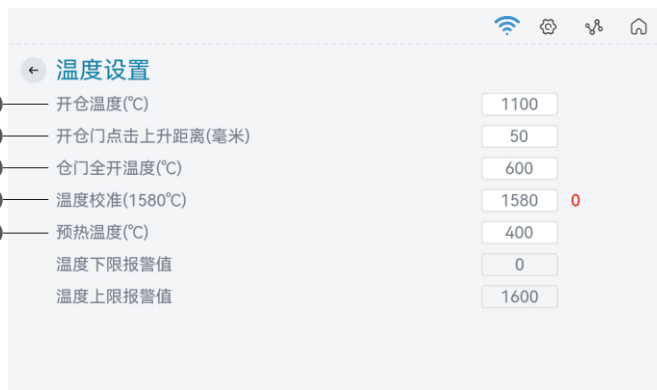 温度设置
开仓温度(℃) 1100
开仓门点击上升距离(毫米) 50
仓门全开温度(℃) 600
温度校准(1580℃) 1580 0
预热温度(℃) 400
温度下限报警值 0
温度上限报警值 1600